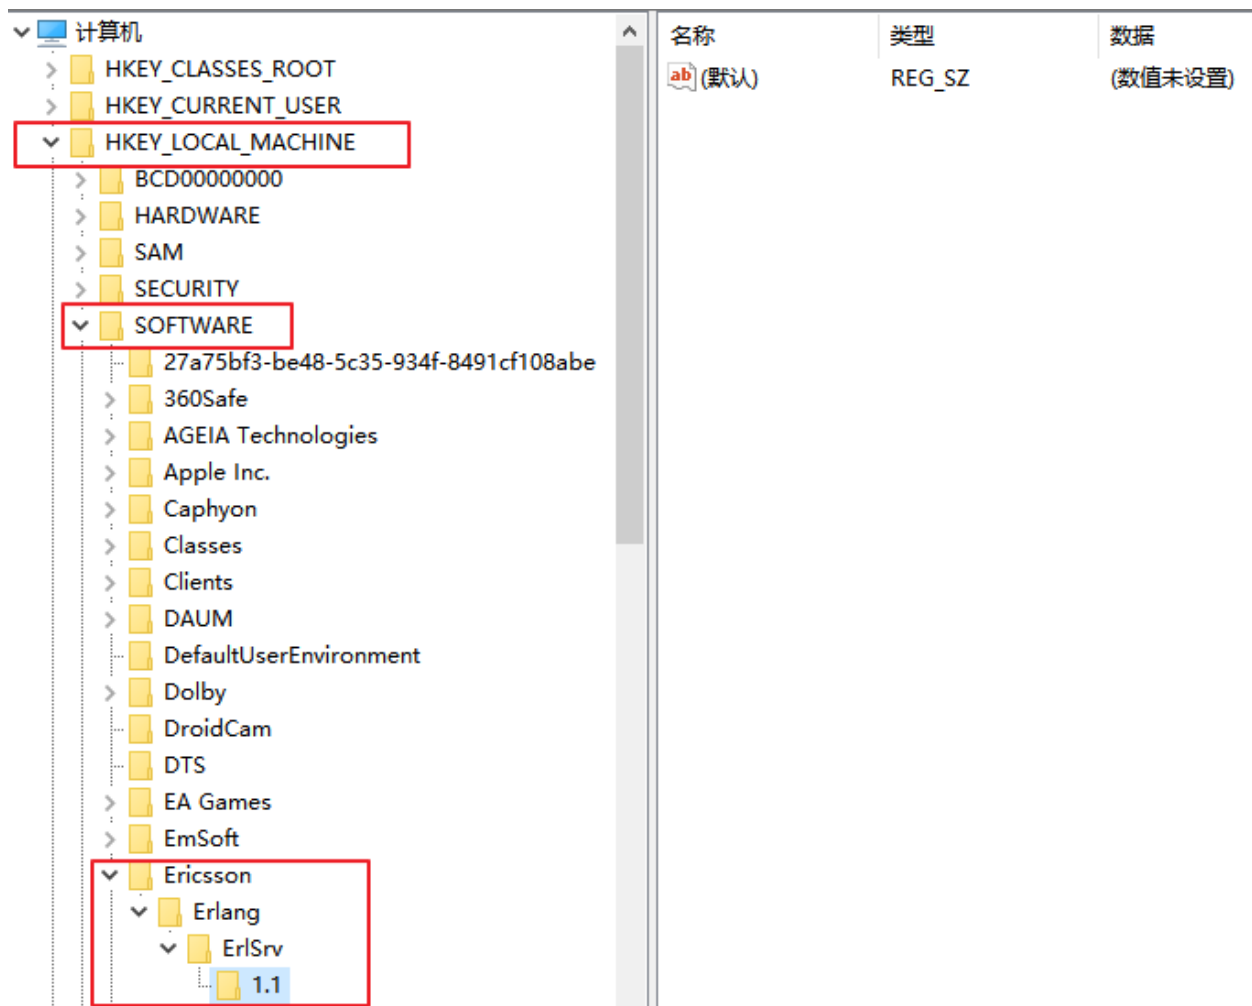 计算机
HKEY_CLASSES_ROOT
HKEY_CURRENT_USER
HKEY_LOCAL_MACHINE
BCD00000000
HARDWARE
SAM
SECURITY
SOFTWARE
27a75bf3-be48-5c35-934f-8491cf108abe
360Safe
AGEIA Technologies
Apple Inc.
Caphyon
Classes
Clients
DAUM
DefaultUserEnvironment
Dolby
DroidCam
DTS
EA Games
EmSoft
Ericsson
Erlang
ErlSrv
1.1
名称 类型 数据
ab (默认) REG_SZ (数值未设置)